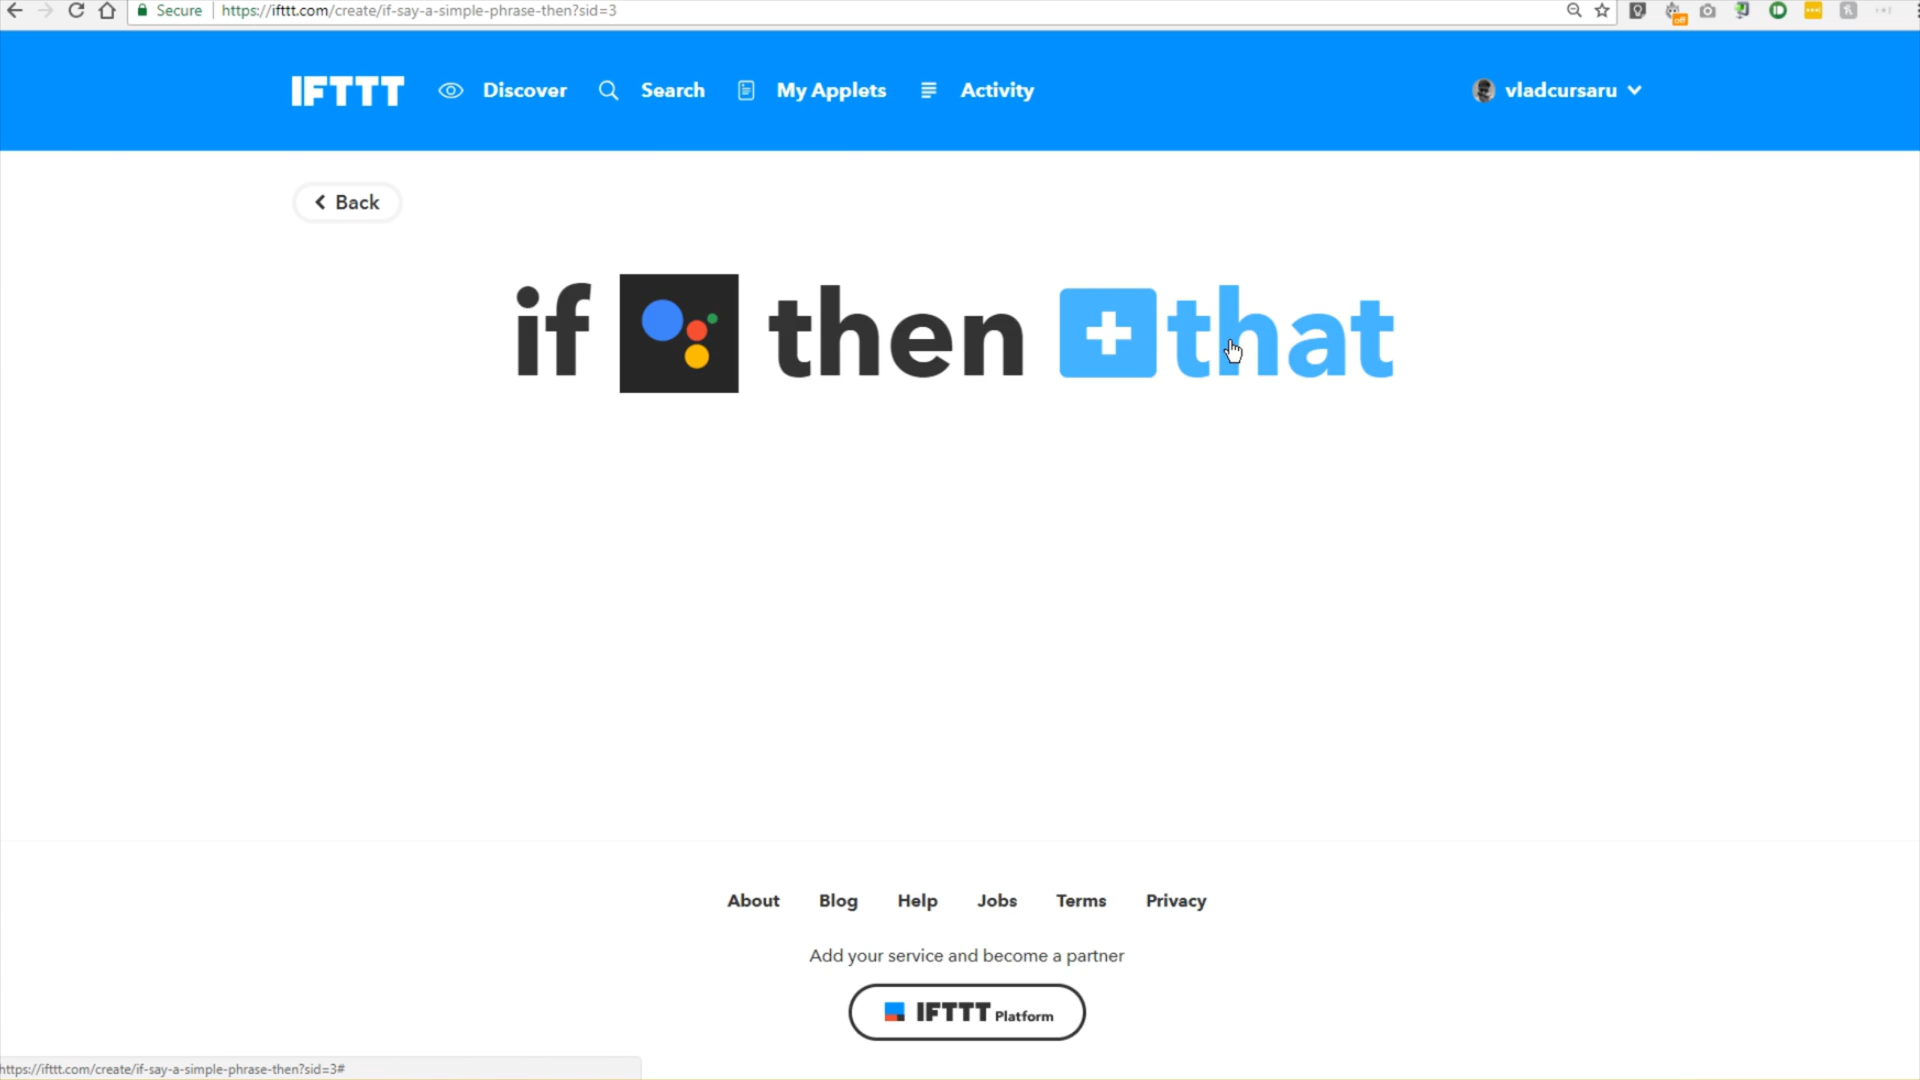 Secure https://ifttt.com/create/if-say-a-simple-phrase-then?sid=3
IFTTT Discover Search My Applets Activity vladcursaru
Back
if then that
About Blog Help Jobs Terms Privacy
Add your service and become a partner
IFTTT Platform
https://ifttt.com/create/if-say-a-simple-phrase-then?sid=3#